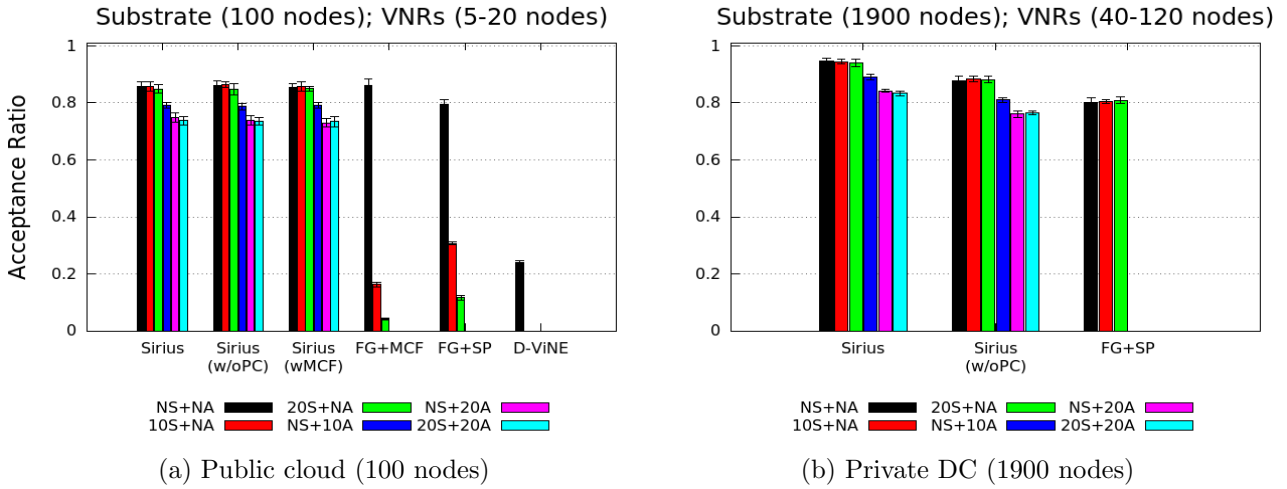 Substrate (100 nodes); VNRs (5-20 nodes)
Acceptance Ratio
1
0.8
0.6
0.4
0.2
0
Sirius
Sirius (w/oPC)
Sirius (wMCF)
FG+MCF
FG+SP
D-ViNE
NS+NA 20S+NA NS+20A
10S+NA NS+10A 20S+20A
(a) Public cloud (100 nodes)
Substrate (1900 nodes); VNRs (40-120 nodes)
1
0.8
0.6
0.4
0.2
0
Sirius
Sirius (w/oPC)
FG+SP
NS+NA 20S+NA NS+20A
10S+NA NS+10A 20S+20A
(b) Private DC (1900 nodes)